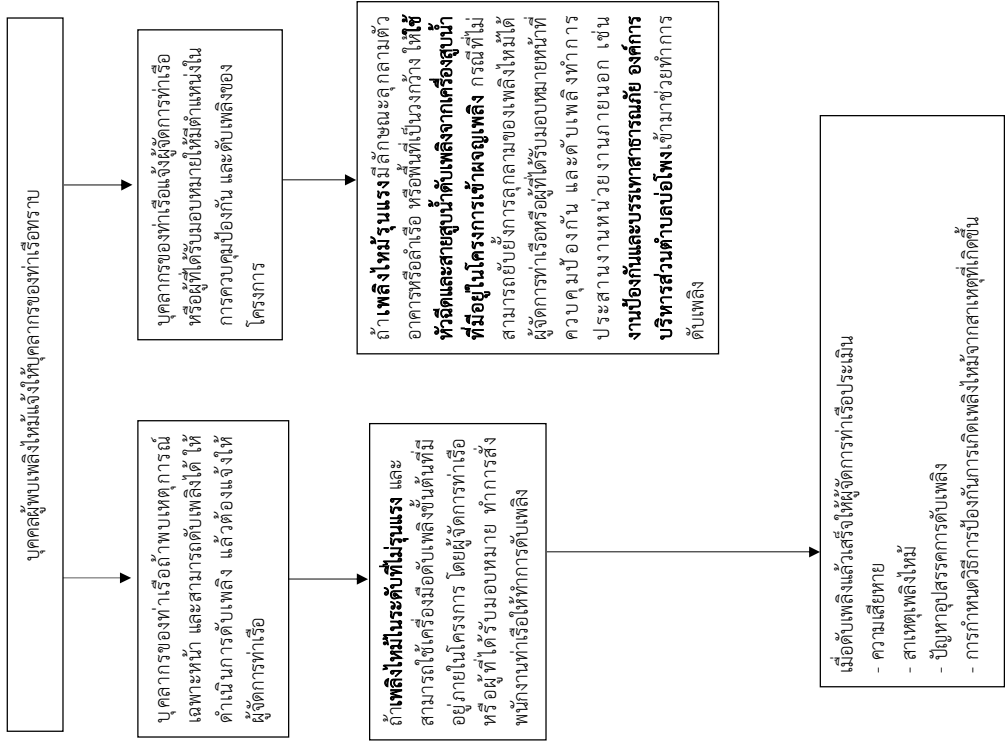 บุคคลผู้พบเพลิงไหม้แจ้งให้บุคลากรของท่าเรือทราบ
บุคลากรของท่าเรือถ้าพบเหตุการณ์
เฉพาะหน้า และสามารถดับเพลิงได้ ให้
ดำเนินการดับเพลิง แล้วต้องแจ้งให้
ผู้จัดการท่าเรือ
บุคลากรของท่าเรือแจ้งผู้จัดการท่าเรือ
หรือผู้ที่ได้รับมอบหมายให้มีตำแหน่งใน
การควบคุมป้องกัน และดับเพลิงของ
โครงการ
ถ้าเพลิงไหม้ในระดับที่ไม่รุนแรง และ
สามารถใช้เครื่องมือดับเพลิงขั้นต้นที่มี
อยู่ภายในโครงการ โดยผู้จัดการท่าเรือ
หรือผู้ที่ได้รับมอบหมาย ทำการสั่ง
พนักงานท่าเรือให้ทำการดับเพลิง
ถ้าเพลิงไหม้รุนแรงมีลักษณะลุกลามตัว
อาคารหรือลำเรือ หรือพื้นที่เป็นวงกว้าง ให้ใช้
หัวฉีดและสายสูบน้ำดับเพลิงจากเครื่องสูบน้ำ
ที่มีอยู่ในโครงการเข้าผจญเพลิง กรณีที่ไม่
สามารถยับยั้งการลุกลามของเพลิงไหม้ได้
ผู้จัดการท่าเรือหรือผู้ที่ได้รับมอบหมายหน้าที่
ควบคุมป้องกัน และดับเพลิงทำการ
ประสานงานหน่วยงานภายนอก เช่น
งานป้องกันและบรรเทาสาธารณภัย องค์การ
บริหารส่วนตำบลบ่อโพงเข้ามาช่วยทำการ
ดับเพลิง
เมื่อดับเพลิงแล้วเสร็จให้ผู้จัดการท่าเรือประเมิน
- ความเสียหาย
- สาเหตุเพลิงไหม้
- ปัญหาอุปสรรคการดับเพลิง
- การกำหนดวิธีการป้องกันการเกิดเพลิงไหม้จากสาเหตุที่เกิดขึ้น